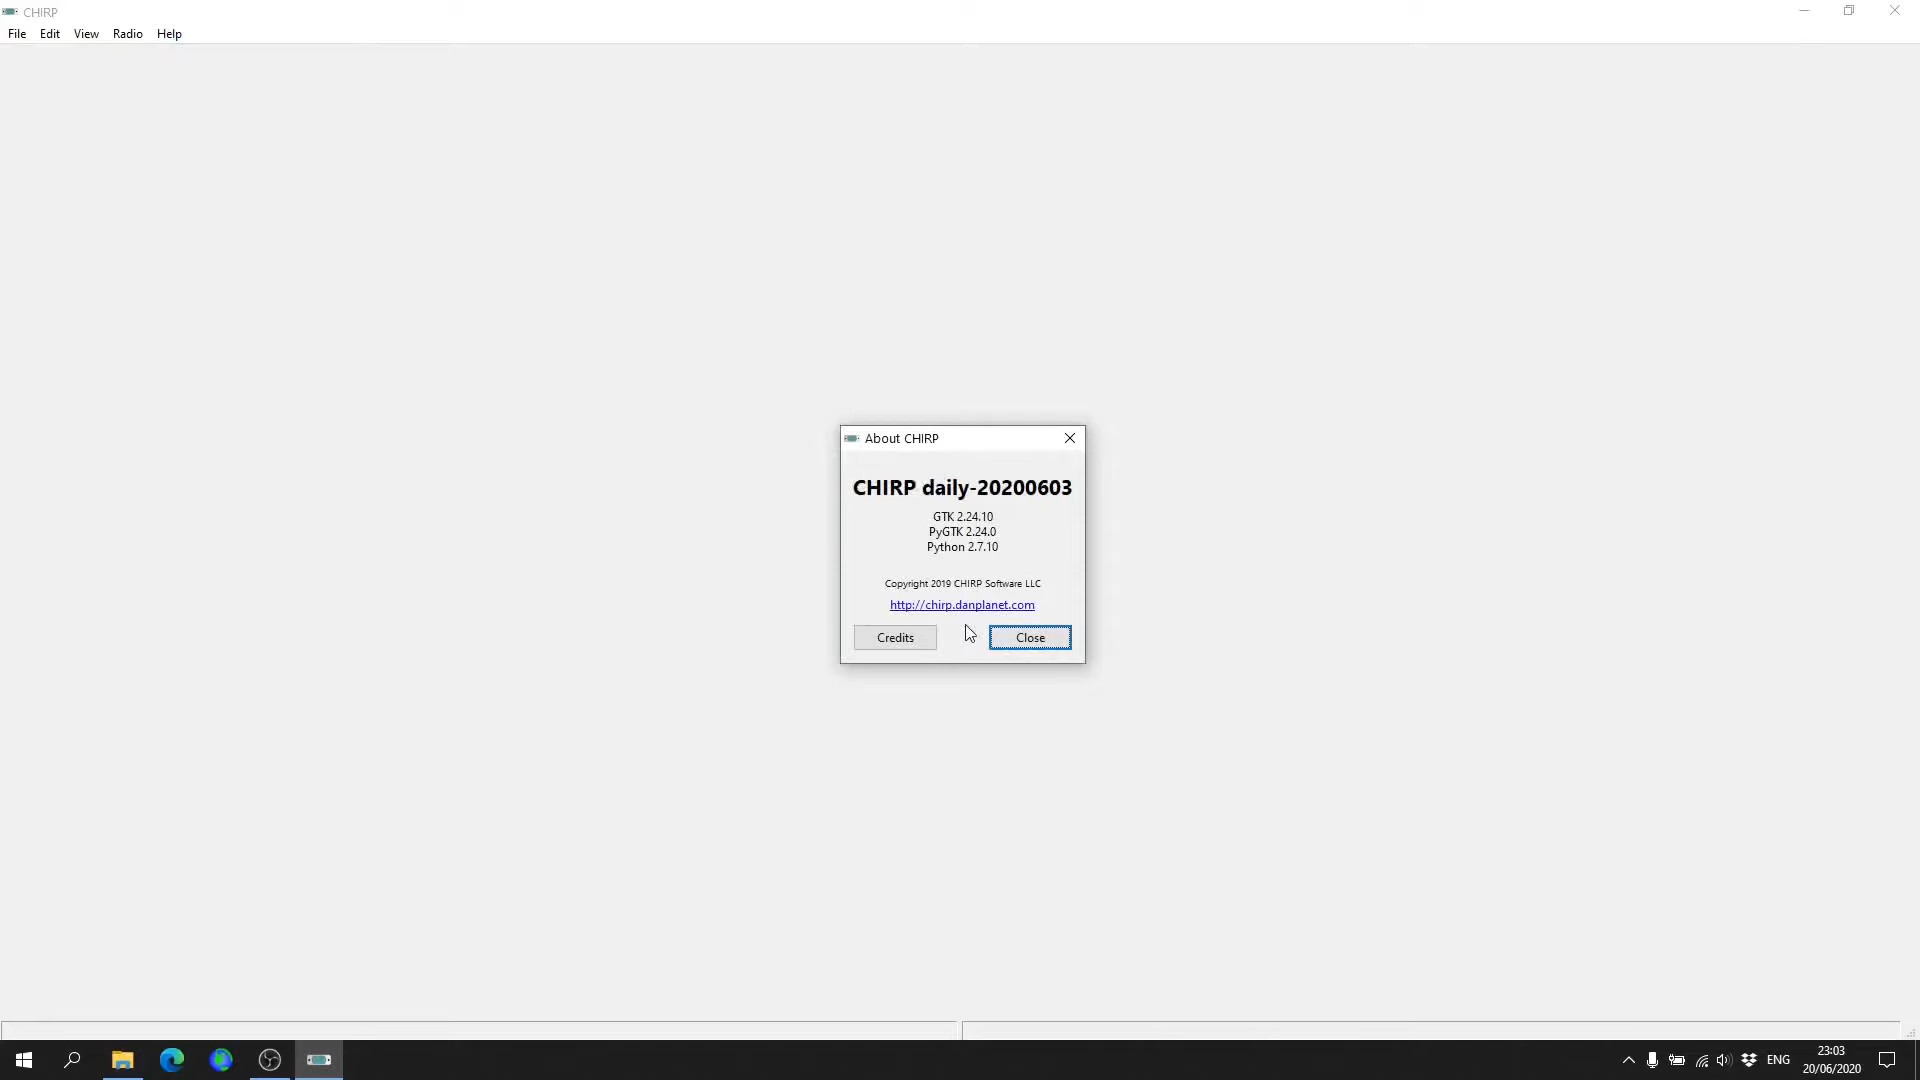 CHIRP
File Edit View Radio Help
About CHIRP
CHIRP daily-20200603
GTK 2.24.10
PyGTK 2.24.0
Python 2.7.10
Copyright 2019 CHIRP Software LLC
http://chirp.danplanet.com
Credits Close
ENG
23:03
20/06/2020